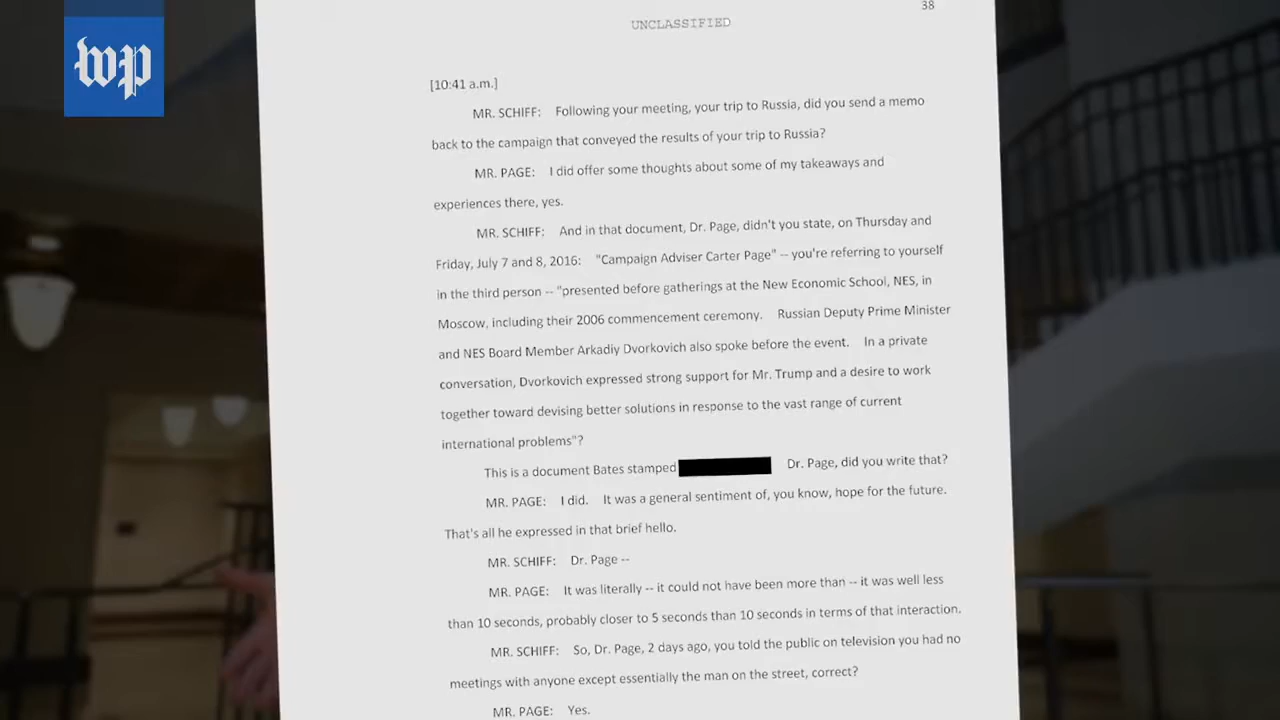 wp
38
UNCLASSIFIED
[10:41 a.m.]
MR. SCHIFF: Following your meeting, your trip to Russia, did you send a memo
back to the campaign that conveyed the results of your trip to Russia?
MR. PAGE: I did offer some thoughts about some of my takeaways and
experiences there, yes.
MR. SCHIFF: And in that document, Dr. Page, didn't you state, on Thursday and
Friday, July 7 and 8, 2016: "Campaign Adviser Carter Page" -- you're referring to yourself
in the third person -- "presented before gatherings at the New Economic School, NES, in
Moscow, including their 2006 commencement ceremony. Russian Deputy Prime Minister
and NES Board Member Arkadiy Dvorkovich also spoke before the event. In a private
conversation, Dvorkovich expressed strong support for Mr. Trump and a desire to work
together toward devising better solutions in response to the vast range of current
international problems"?
This is a document Bates stamped Dr. Page, did you write that?
MR. PAGE: I did. It was a general sentiment of, you know, hope for the future.
That's all he expressed in that brief hello.
MR. SCHIFF: Dr. Page --
MR. PAGE: It was literally -- it could not have been more than -- it was well less
than 10 seconds, probably closer to 5 seconds than 10 seconds in terms of that interaction.
MR. SCHIFF: So, Dr. Page, 2 days ago, you told the public on television you had no
meetings with anyone except essentially the man on the street, correct?
MR. PAGE: Yes.